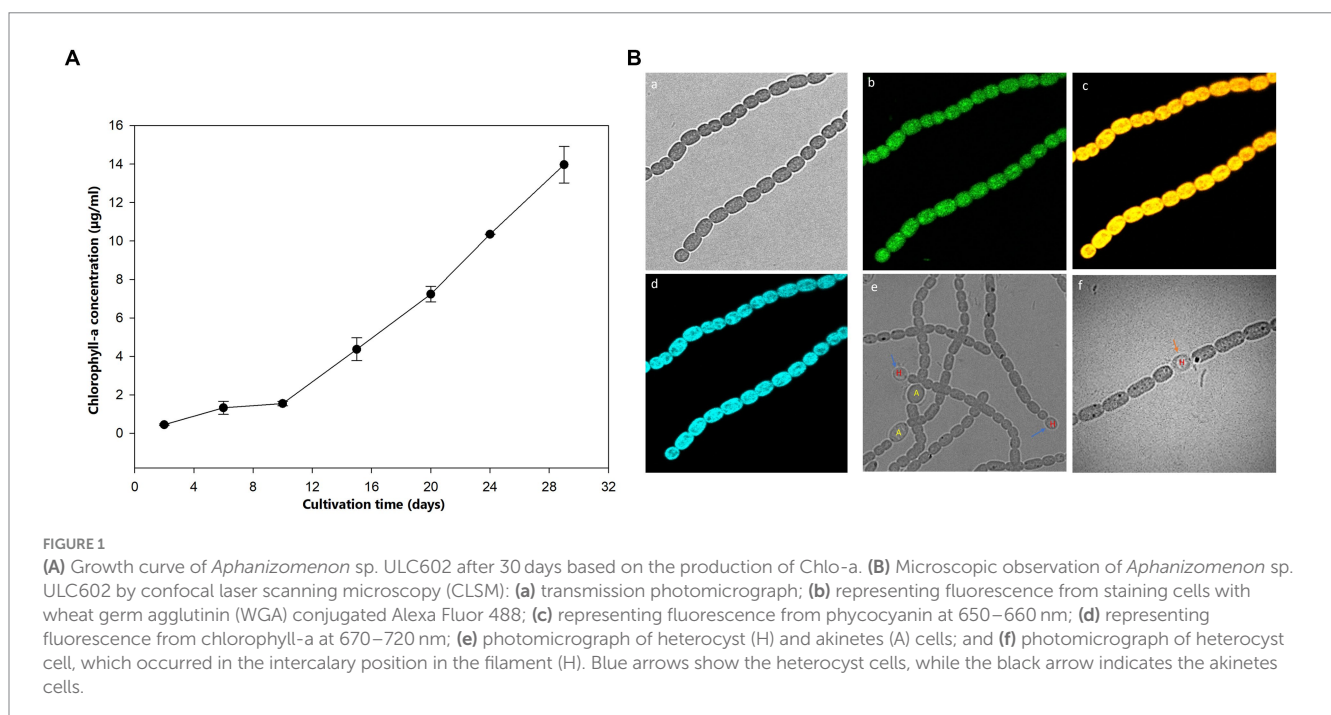 A
B
16
14
12
10
8
6
4
2
0
Chlorophyll-a concentration (µg/ml)
0 4 8 12 16 20 24 28 32
Cultivation time (days)
a
b
c
d
e
H
A
A
H
f
H
FIGURE 1
(A) Growth curve of Aphanizomenon sp. ULC602 after 30 days based on the production of Chlo-a. (B) Microscopic observation of Aphanizomenon sp.
ULC602 by confocal laser scanning microscopy (CLSM): (a) transmission photomicrograph; (b) representing fluorescence from staining cells with
wheat germ agglutinin (WGA) conjugated Alexa Fluor 488; (c) representing fluorescence from phycocyanin at 650–660 nm; (d) representing
fluorescence from chlorophyll-a at 670–720 nm; (e) photomicrograph of heterocyst (H) and akinetes (A) cells; and (f) photomicrograph of heterocyst
cell, which occurred in the intercalary position in the filament (H). Blue arrows show the heterocyst cells, while the black arrow indicates the akinetes
cells.